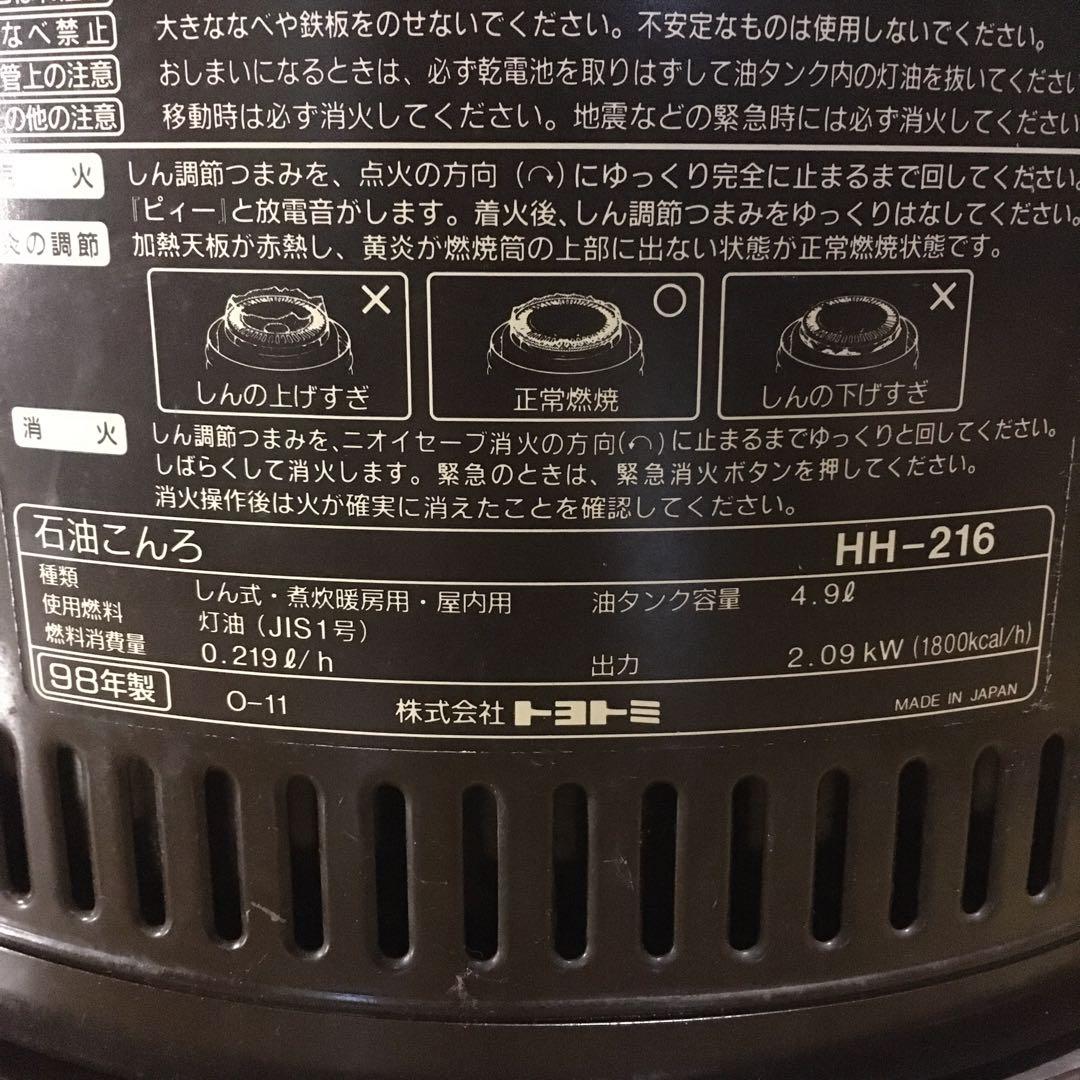 なべ禁止 大きななべや鉄板をのせないでください。不安定なものは使用しないでください。
管上の注意 おしまいになるときは、必ず乾電池を取りはずして油タンク内の灯油を抜いてください
の他の注意 移動時は必ず消火してください。地震などの緊急時には必ず消火してください
火 しん調節つまみを、点火の方向(↷)にゆっくり完全に止まるまで回してください。
『ピィー』と放電音がします。着火後、しん調節つまみをゆっくりはなしてください。
炎の調節 加熱天板が赤熱し、黄炎が燃焼筒の上部に出ない状態が正常燃焼状態です。
× ○ ×
しんの上げすぎ 正常燃焼 しんの下げすぎ
消火 しん調節つまみを、ニオイセーブ消火の方向(↶)に止まるまでゆっくりと回してください。
しばらくして消火します。緊急のときは、緊急消火ボタンを押してください。
消火操作後は火が確実に消えたことを確認してください。
石油こんろ HH-216
種類 しん式・煮炊暖房用・屋内用 油タンク容量 4.9ℓ
使用燃料 灯油(JIS1号)
燃料消費量 0.219ℓ/h 出力 2.09kW(1800kcal/h)
98年製 O-11 株式会社トヨトミ MADE IN JAPAN